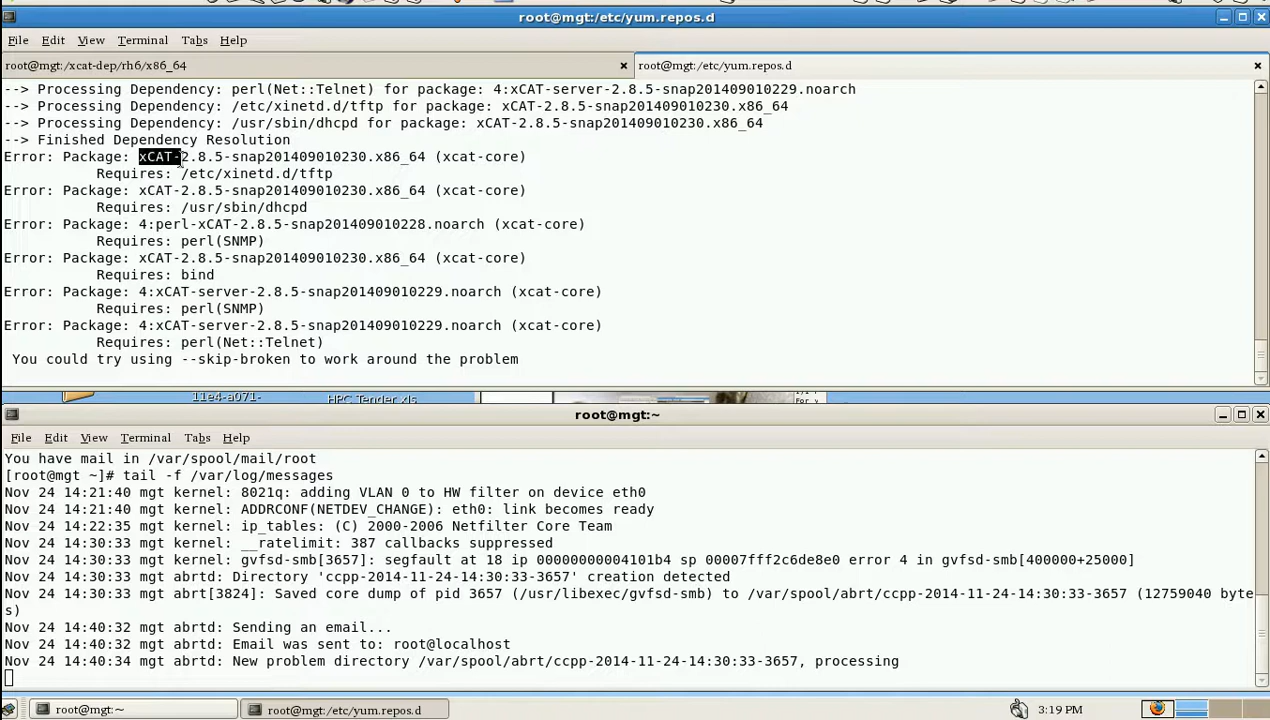 root@mgt:/etc/yum.repos.d
File Edit View Terminal Tabs Help
root@mgt:/xcat-dep/rh6/x86_64 root@mgt:/etc/yum.repos.d
--> Processing Dependency: perl(Net::Telnet) for package: 4:xCAT-server-2.8.5-snap201409010229.noarch
--> Processing Dependency: /etc/xinetd.d/tftp for package: xCAT-2.8.5-snap201409010230.x86_64
--> Processing Dependency: /usr/sbin/dhcpd for package: xCAT-2.8.5-snap201409010230.x86_64
--> Finished Dependency Resolution
Error: Package: xCAT-2.8.5-snap201409010230.x86_64 (xcat-core)
Requires: /etc/xinetd.d/tftp
Error: Package: xCAT-2.8.5-snap201409010230.x86_64 (xcat-core)
Requires: /usr/sbin/dhcpd
Error: Package: 4:perl-xCAT-2.8.5-snap201409010228.noarch (xcat-core)
Requires: perl(SNMP)
Error: Package: xCAT-2.8.5-snap201409010230.x86_64 (xcat-core)
Requires: bind
Error: Package: 4:xCAT-server-2.8.5-snap201409010229.noarch (xcat-core)
Requires: perl(SNMP)
Error: Package: 4:xCAT-server-2.8.5-snap201409010229.noarch (xcat-core)
Requires: perl(Net::Telnet)
You could try using --skip-broken to work around the problem
11e4-a071- HPC Tender.xls
root@mgt:~
File Edit View Terminal Tabs Help
You have mail in /var/spool/mail/root
[root@mgt ~]# tail -f /var/log/messages
Nov 24 14:21:40 mgt kernel: 8021q: adding VLAN 0 to HW filter on device eth0
Nov 24 14:21:40 mgt kernel: ADDRCONF(NETDEV_CHANGE): eth0: link becomes ready
Nov 24 14:22:35 mgt kernel: ip_tables: (C) 2000-2006 Netfilter Core Team
Nov 24 14:30:33 mgt kernel: __ratelimit: 387 callbacks suppressed
Nov 24 14:30:33 mgt kernel: gvfsd-smb[3657]: segfault at 18 ip 00000000004101b4 sp 00007fff2c6de8e0 error 4 in gvfsd-smb[400000+25000]
Nov 24 14:30:33 mgt abrtd: Directory 'ccpp-2014-11-24-14:30:33-3657' creation detected
Nov 24 14:30:33 mgt abrt[3824]: Saved core dump of pid 3657 (/usr/libexec/gvfsd-smb) to /var/spool/abrt/ccpp-2014-11-24-14:30:33-3657 (12759040 byte
s)
Nov 24 14:40:32 mgt abrtd: Sending an email...
Nov 24 14:40:32 mgt abrtd: Email was sent to: root@localhost
Nov 24 14:40:34 mgt abrtd: New problem directory /var/spool/abrt/ccpp-2014-11-24-14:30:33-3657, processing
root@mgt:~ root@mgt:/etc/yum.repos.d 3:19 PM